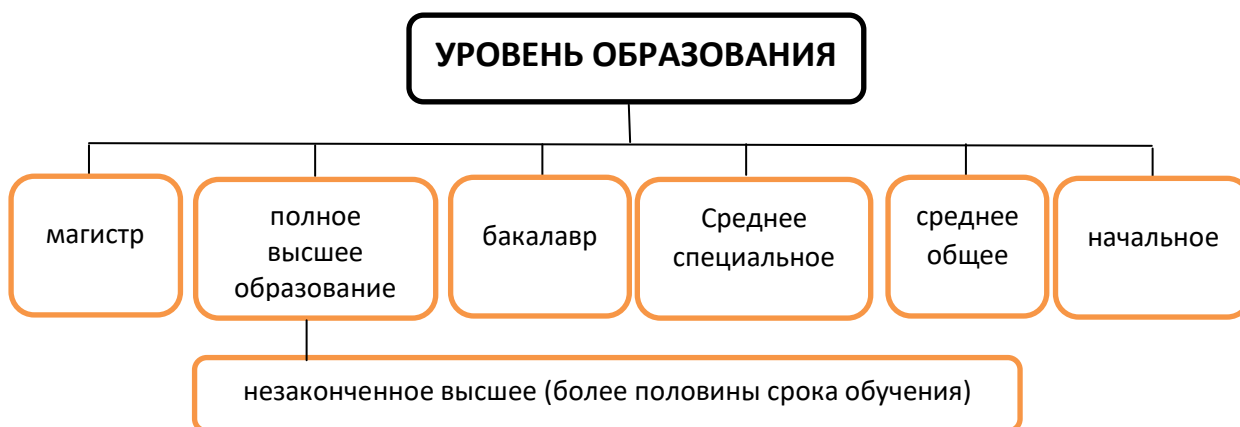 УРОВЕНЬ ОБРАЗОВАНИЯ
магистр
полное
высшее
образование
бакалавр
Среднее
специальное
среднее
общее
начальное
незаконченное высшее (более половины срока обучения)